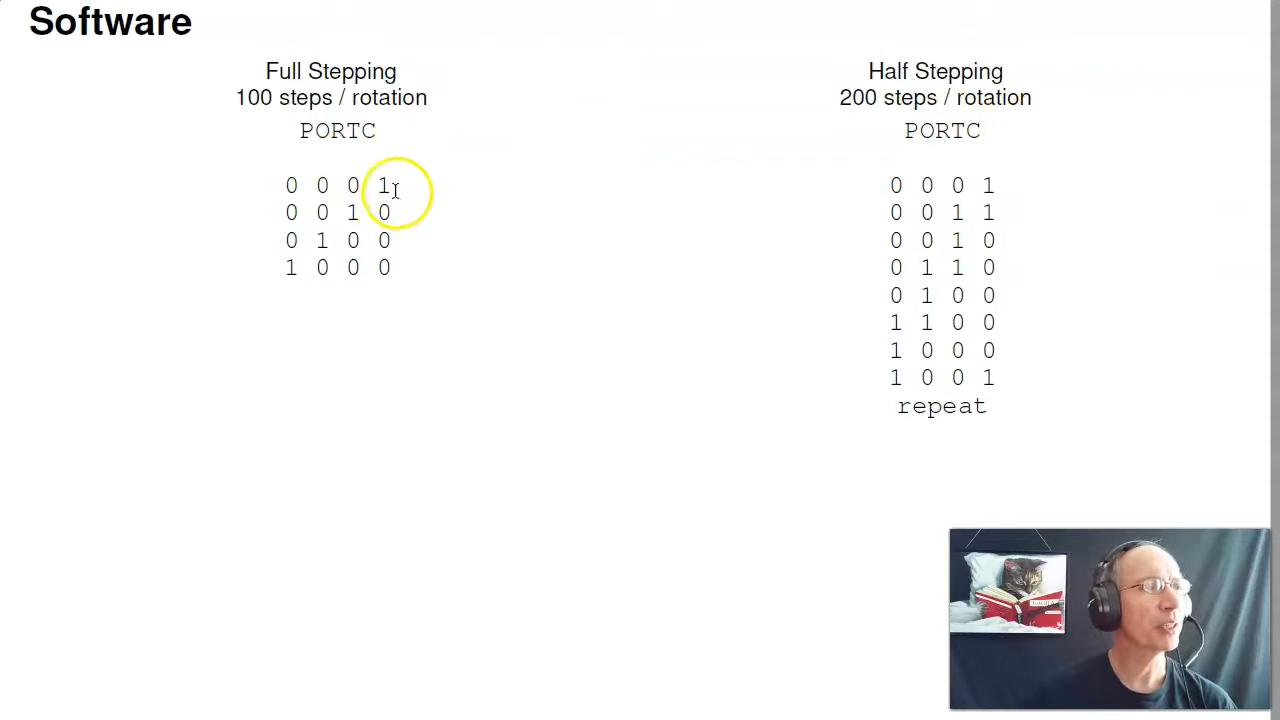 Software
Full Stepping
100 steps / rotation
PORTC
0 0 0 1
0 0 1 0
0 1 0 0
1 0 0 0
Half Stepping
200 steps / rotation
PORTC
0 0 0 1
0 0 1 1
0 0 1 0
0 1 1 0
0 1 0 0
1 1 0 0
1 0 0 0
1 0 0 1
repeat